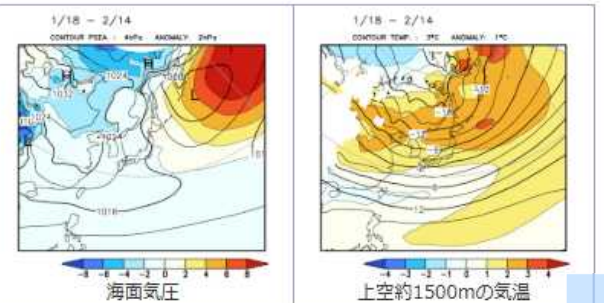 1/18 - 2/14
CONTOUR PSEA : 4hPa ANOMALY: 2hPa
H
H
1024
1032
L
1024
1016
-8 -6 -4 -2 0 2 4 6 8
海面気圧
1/18 - 2/14
CONTOUR TEMP. : 3℃ ANOMALY: 1℃
12
-4 -3 -2 -1 0 1 2 3 4
上空約1500mの気温